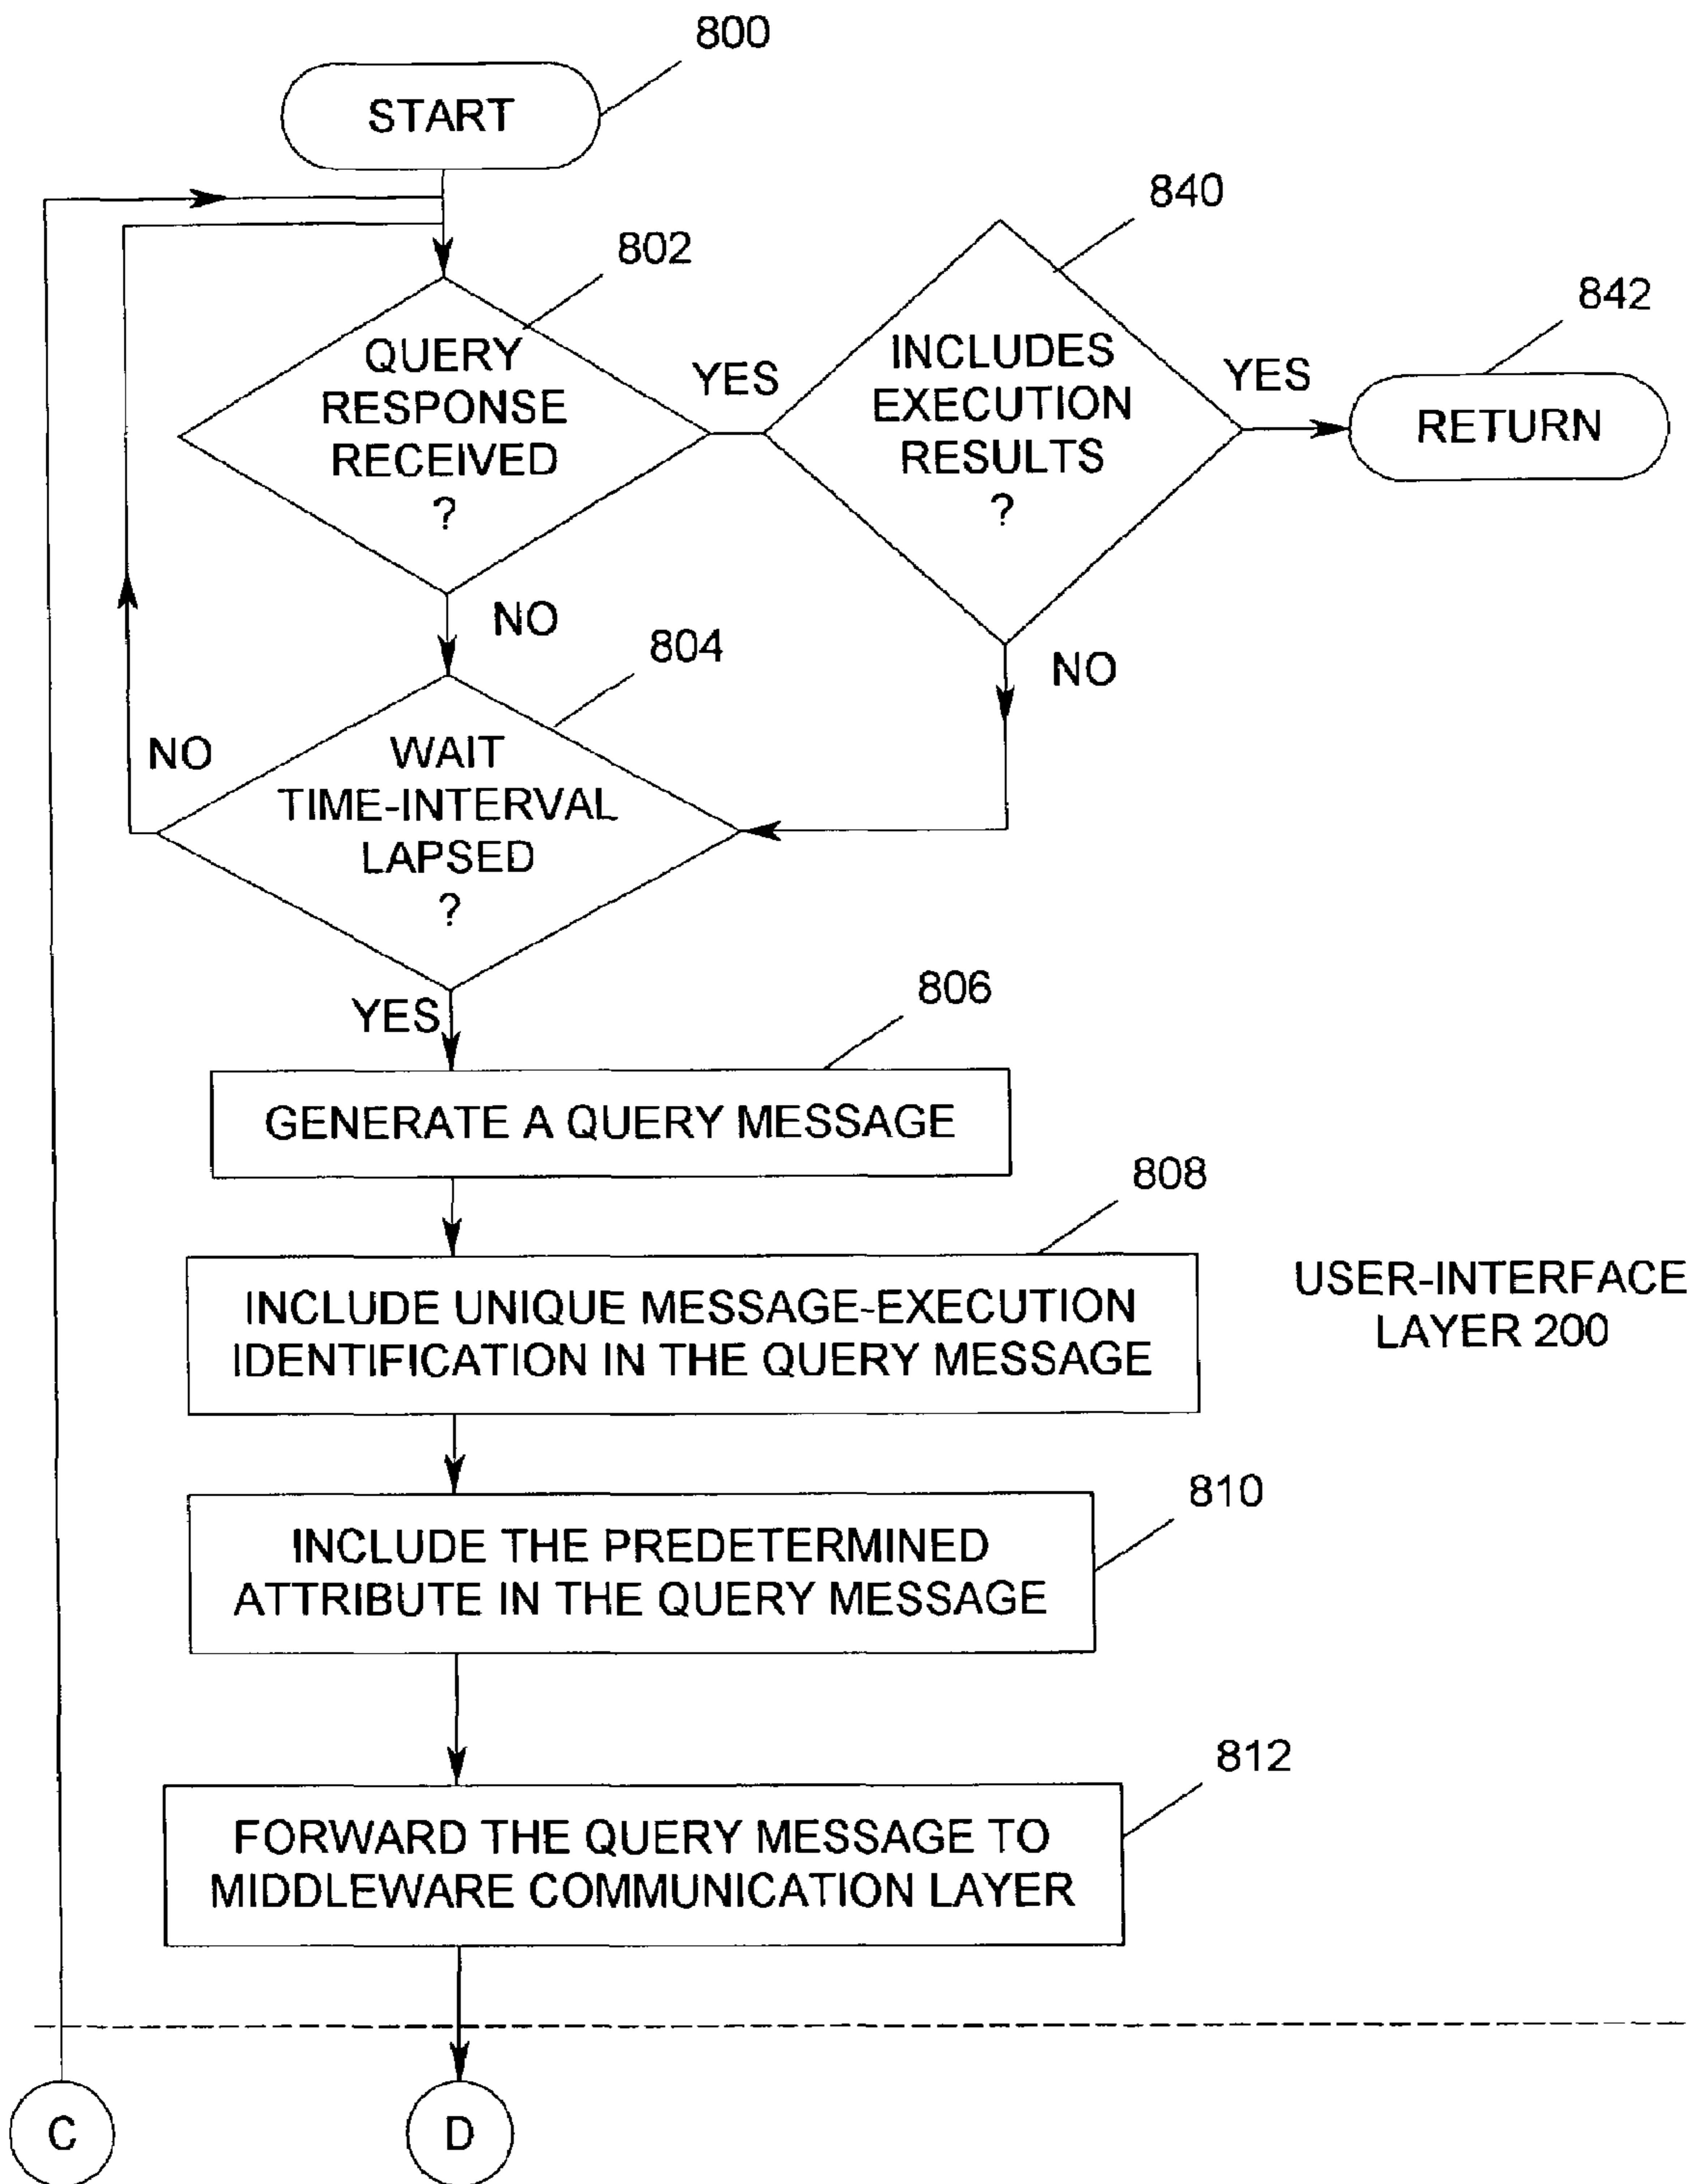 800
START
840
802
842
QUERY
RESPONSE
RECEIVED
?
YES
INCLUDES
EXECUTION
RESULTS
?
YES
RETURN
NO
804
NO
NO
WAIT
TIME-INTERVAL
LAPSED
?
YES
806
GENERATE A QUERY MESSAGE
808
INCLUDE UNIQUE MESSAGE-EXECUTION
IDENTIFICATION IN THE QUERY MESSAGE
USER-INTERFACE
LAYER 200
810
INCLUDE THE PREDETERMINED
ATTRIBUTE IN THE QUERY MESSAGE
812
FORWARD THE QUERY MESSAGE TO
MIDDLEWARE COMMUNICATION LAYER
C
D